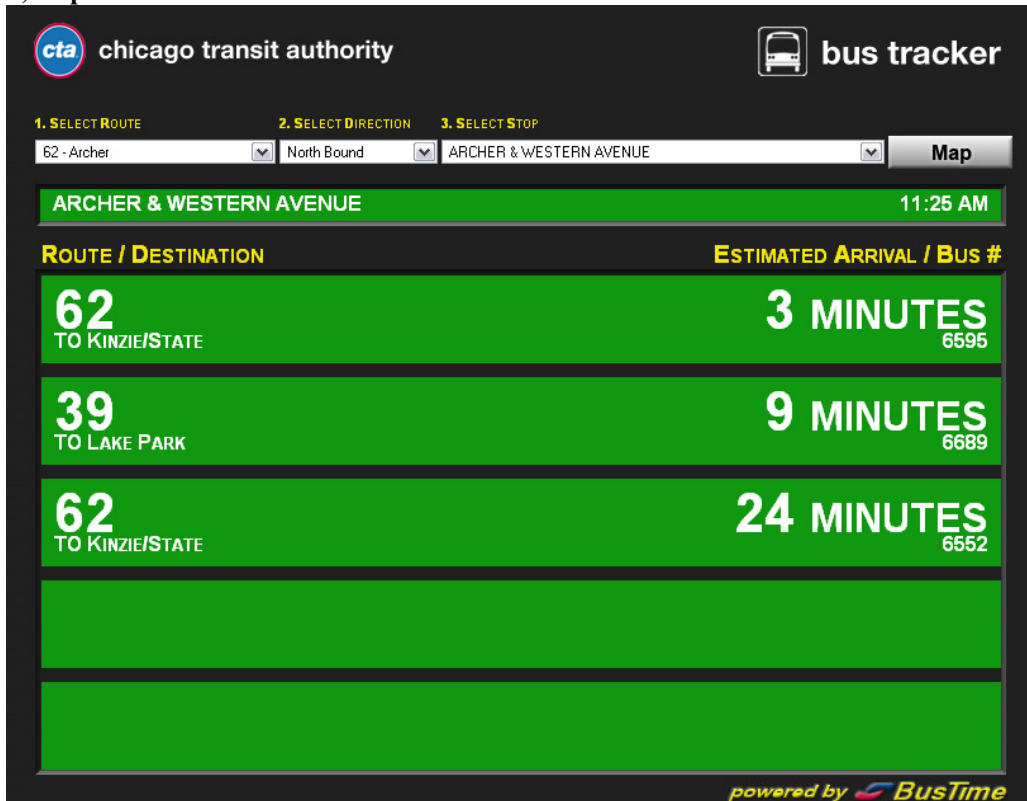 cta chicago transit authority
bus tracker
1. SELECT ROUTE 2. SELECT DIRECTION 3. SELECT STOP
62 - Archer North Bound ARCHER & WESTERN AVENUE Map
ARCHER & WESTERN AVENUE 11:25 AM
ROUTE / DESTINATION ESTIMATED ARRIVAL / BUS #
62 3 MINUTES
TO KINZIE/STATE 6595
39 9 MINUTES
TO LAKE PARK 6689
62 24 MINUTES
TO KINZIE/STATE 6552
powered by BusTime